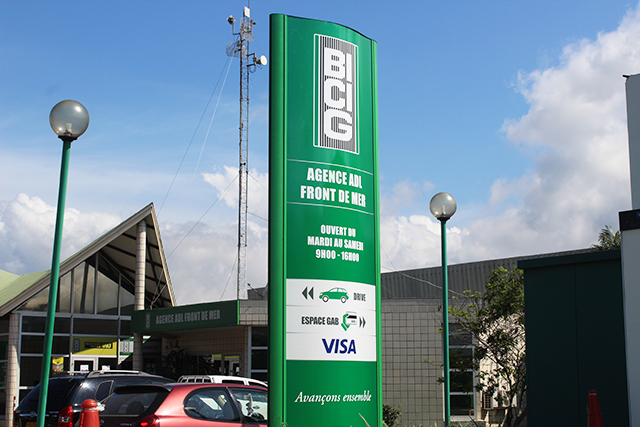 BICIG
AGENCE ADL
FRONT DE MER
OUVERT DU
MARDI AU SAMEDI
9H00 - 16H00
DRIVE
ESPACE GAB
VISA
Avançons ensemble
AGENCE ADL FRONT DE MER